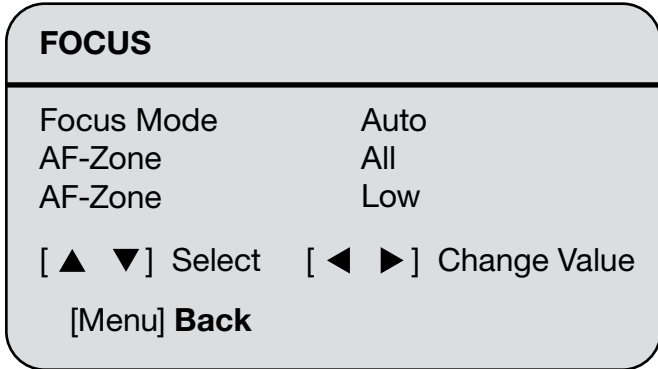 FOCUS
Focus Mode Auto
AF-Zone All
AF-Zone Low
[ ▲ ▼ ] Select [ ◀ ▶ ] Change Value
[Menu] Back